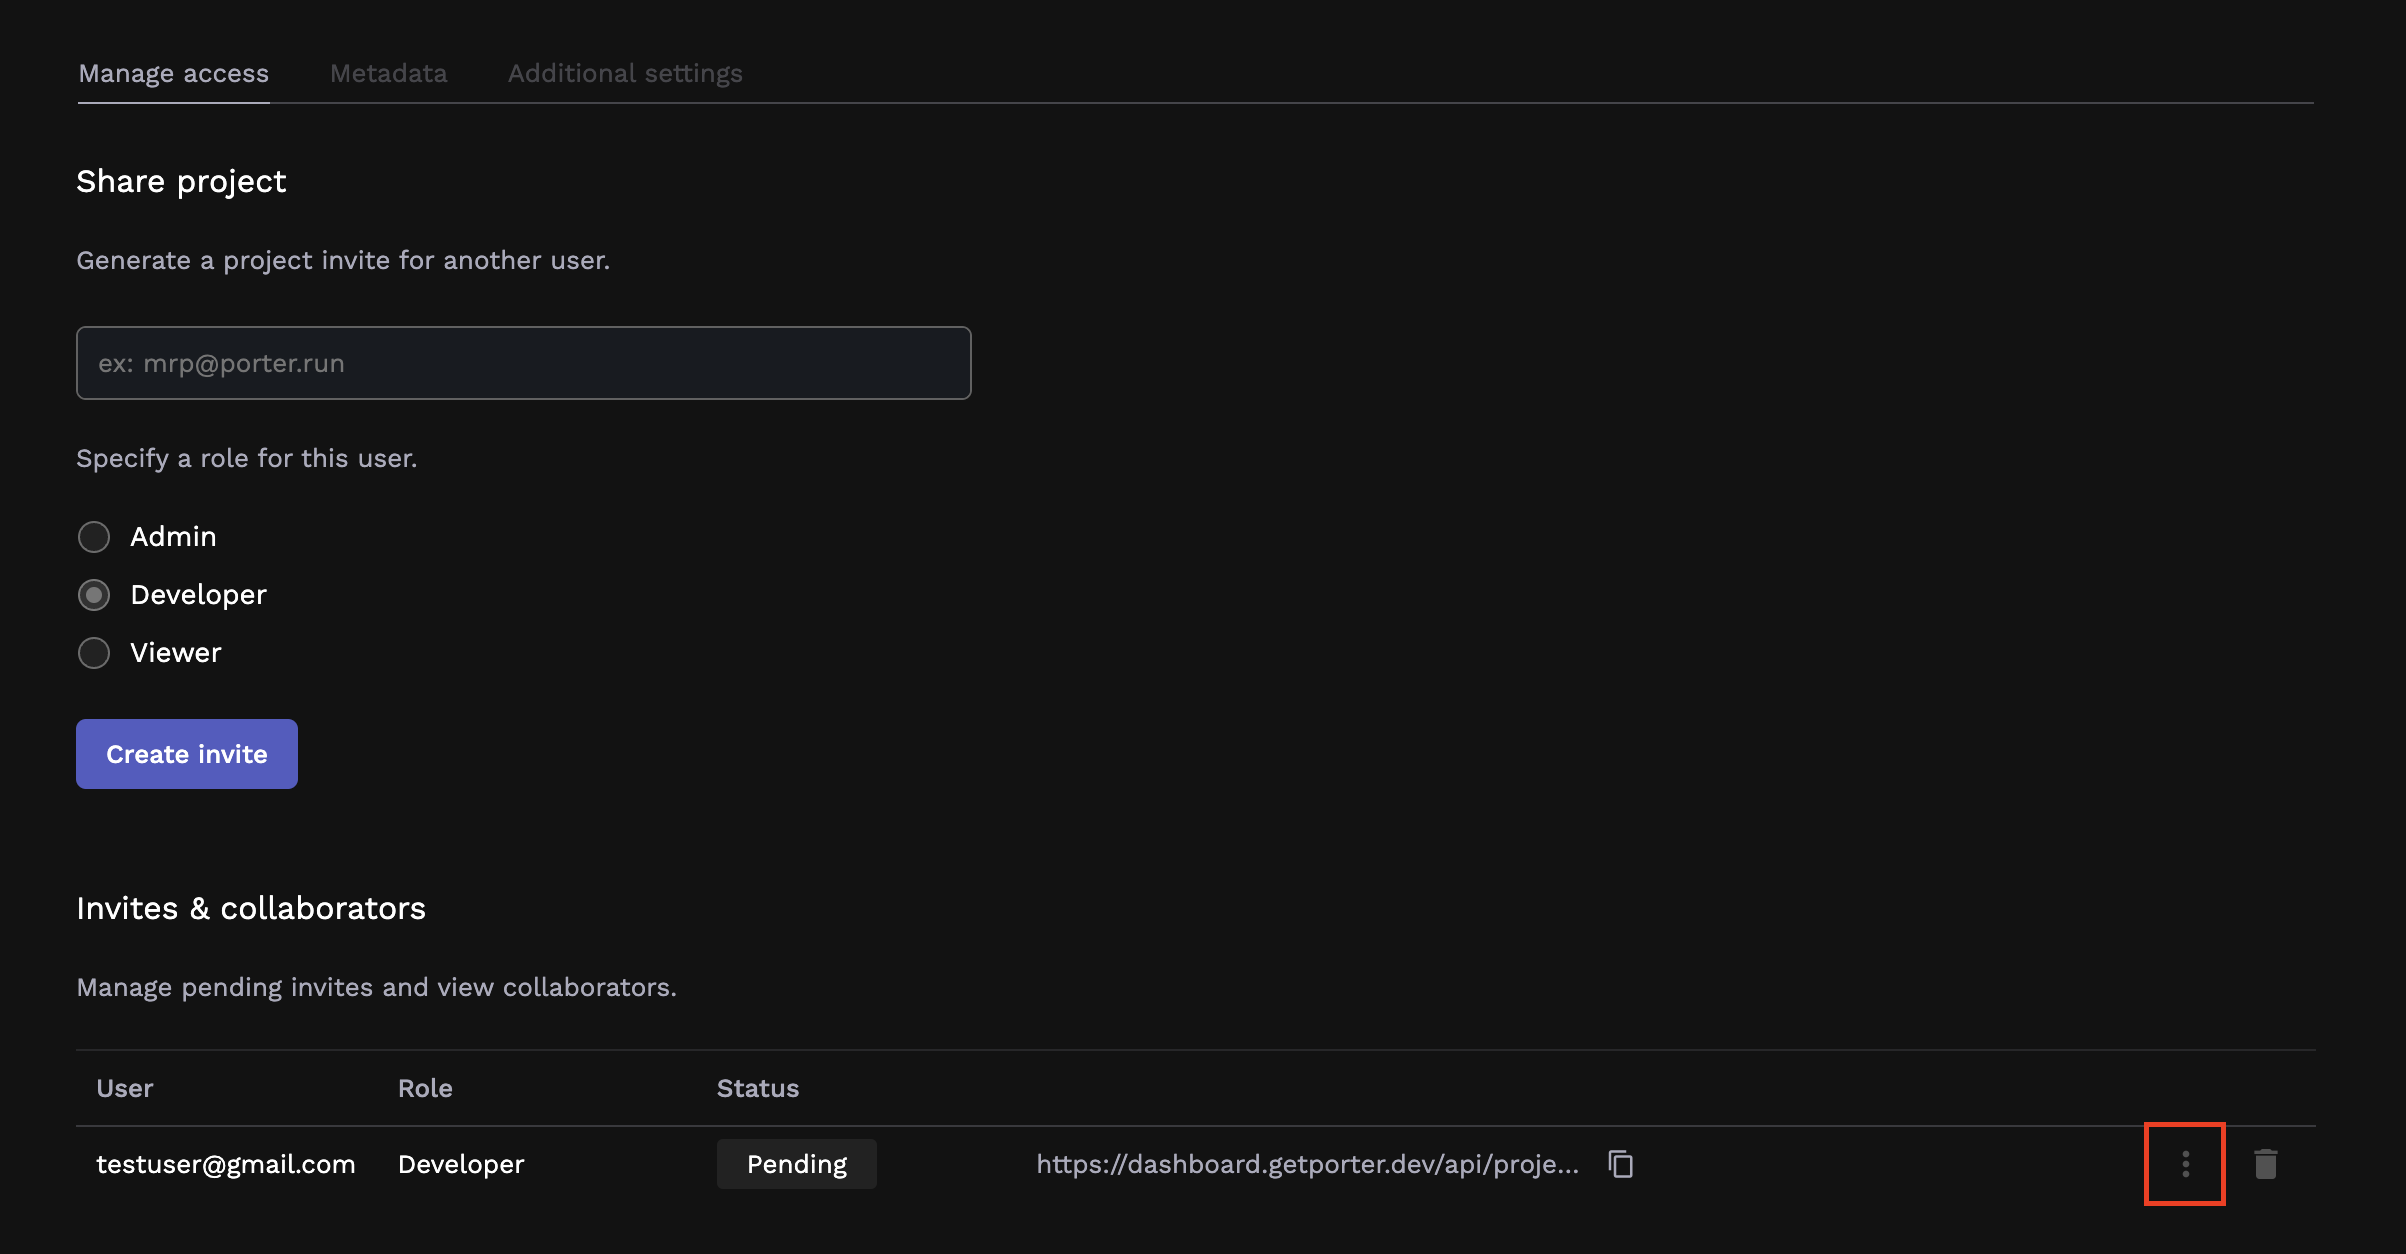 Manage access Metadata Additional settings
Share project
Generate a project invite for another user.
ex: mrp@porter.run
Specify a role for this user.
Admin
Developer
Viewer
Create invite
Invites & collaborators
Manage pending invites and view collaborators.
User Role Status
testuser@gmail.com Developer Pending https://dashboard.getporter.dev/api/proje...